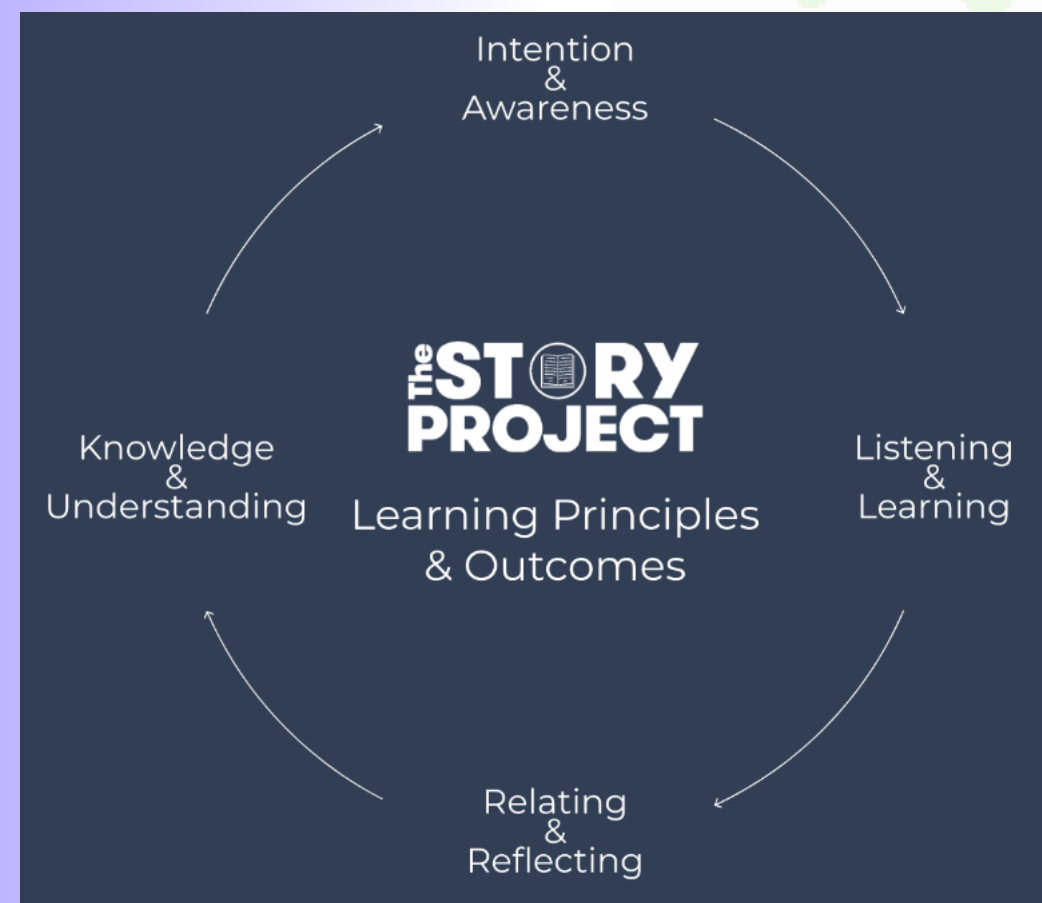 Intention
&
Awareness
The STORY
PROJECT
Knowledge
&
Understanding
Learning Principles
& Outcomes
Listening
&
Learning
Relating
&
Reflecting